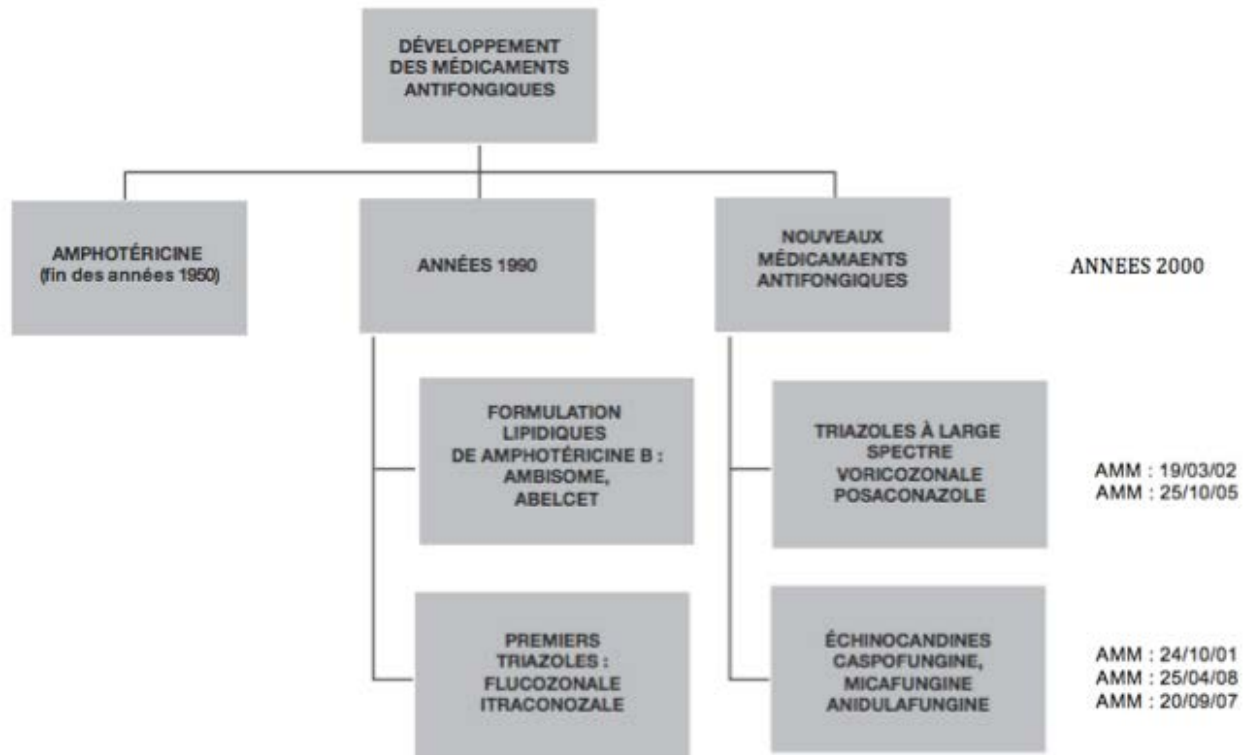 DÉVELOPPEMENT
DES MÉDICAMENTS
ANTIFONGIQUES
AMPHOTÉRICINE
(fin des années 1950)
ANNÉES 1990
NOUVEAUX
MÉDICAMAENTS
ANTIFONGIQUES
ANNEES 2000
FORMULATION
LIPIDIQUES
DE AMPHOTÉRICINE B :
AMBISOME,
ABELCET
TRIAZOLES À LARGE
SPECTRE
VORICOZONALE
POSACONAZOLE
AMM : 19/03/02
AMM : 25/10/05
PREMIERS
TRIAZOLES :
FLUCOZONALE
ITRACONOZALE
ÉCHINOCANDINES
CASPOFUNGINE,
MICAFUNGINE
ANIDULAFUNGINE
AMM : 24/10/01
AMM : 25/04/08
AMM : 20/09/07